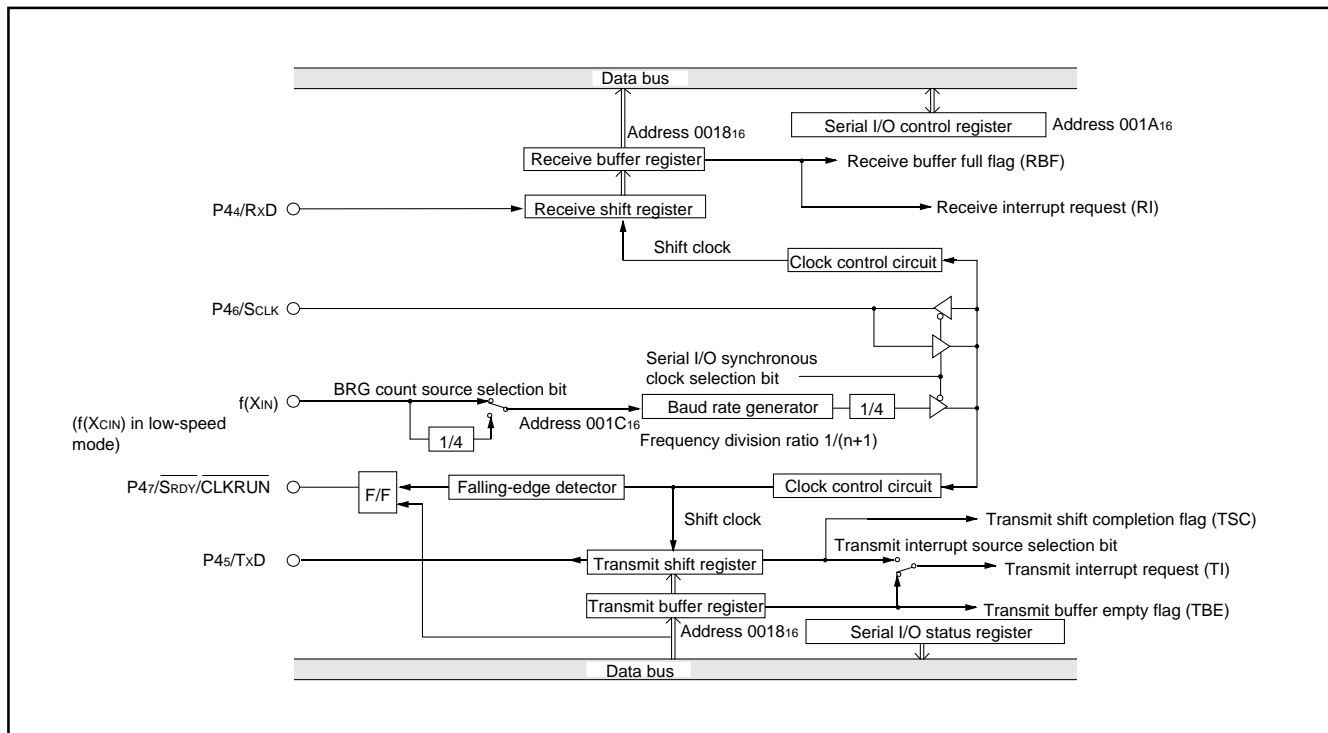 Data bus
Address 0018₁₆
Serial I/O control register
Address 001A₁₆
Receive buffer register
Receive buffer full flag (RBF)
P4₄/RxD
Receive shift register
Receive interrupt request (RI)
Shift clock
Clock control circuit
P4₆/SCLK
Serial I/O synchronous
clock selection bit
BRG count source selection bit
f(XIN)
Baud rate generator
1/4
(f(XCIN) in low-speed
mode)
Address 001C₁₆
1/4
Frequency division ratio 1/(n+1)
P4₇/S̅R̅D̅Y̅/C̅L̅K̅R̅U̅N̅
F/F
Falling-edge detector
Clock control circuit
Shift clock
Transmit shift completion flag (TSC)
P4₅/TxD
Transmit shift register
Transmit interrupt source selection bit
Transmit interrupt request (TI)
Transmit buffer register
Transmit buffer empty flag (TBE)
Address 0018₁₆
Serial I/O status register
Data bus